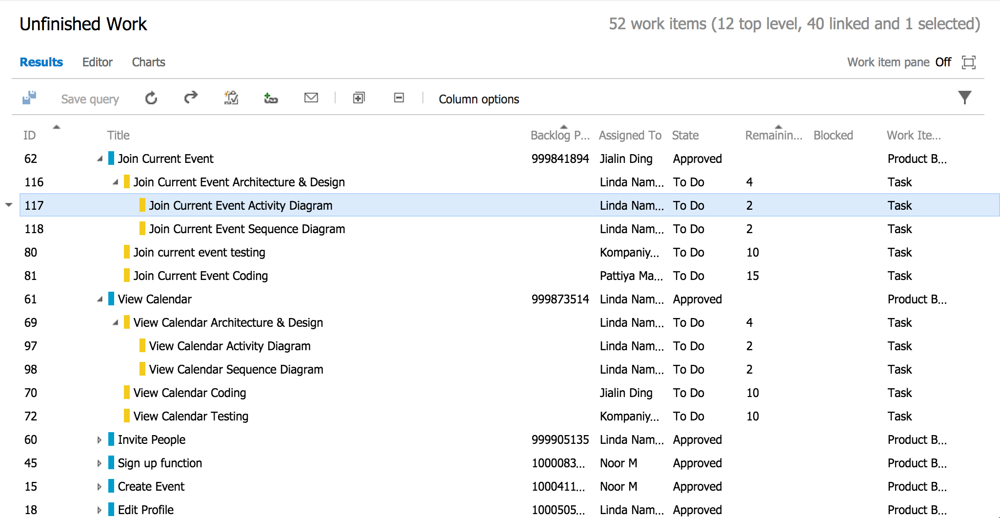 Unfinished Work 52 work items (12 top level, 40 linked and 1 selected)
Results Editor Charts Work item pane Off
Save query Column options
ID Title Backlog P... Assigned To State Remainin... Blocked Work Ite...
62 Join Current Event 999841894 Jialin Ding Approved Product B...
116 Join Current Event Architecture & Design Linda Nam... To Do 4 Task
117 Join Current Event Activity Diagram Linda Nam... To Do 2 Task
118 Join Current Event Sequence Diagram Linda Nam... To Do 2 Task
80 Join current event testing Kompaniy... To Do 10 Task
81 Join Current Event Coding Pattiya Ma... To Do 15 Task
61 View Calendar 999873514 Linda Nam... Approved Product B...
69 View Calendar Architecture & Design Linda Nam... To Do 4 Task
97 View Calendar Activity Diagram Linda Nam... To Do 2 Task
98 View Calendar Sequence Diagram Linda Nam... To Do 2 Task
70 View Calendar Coding Jialin Ding To Do 10 Task
72 View Calendar Testing Kompaniy... To Do 10 Task
60 Invite People 999905135 Linda Nam... Approved Product B...
45 Sign up function 1000083... Noor M Approved Product B...
15 Create Event 1000411... Noor M Approved Product B...
18 Edit Profile 1000505... Linda Nam... Approved Product B...